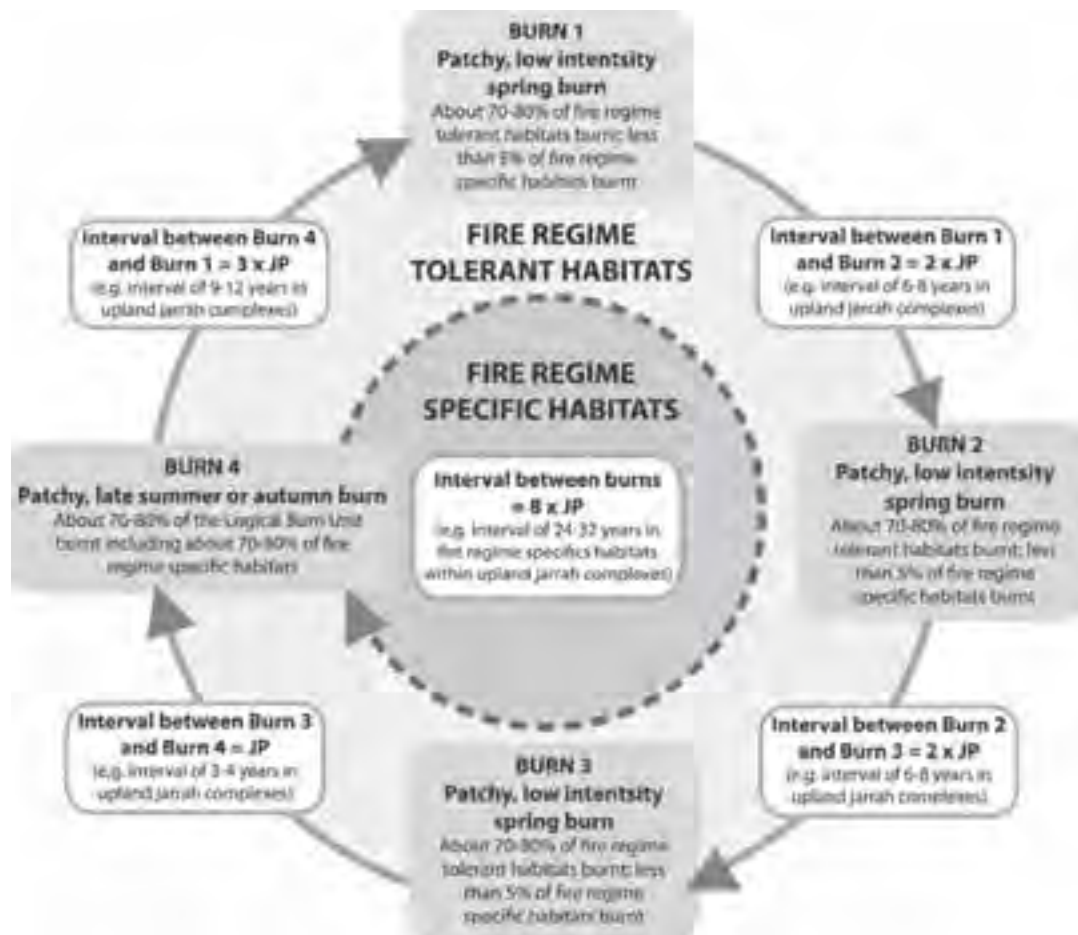 BURN 1
Patchy, low intentsity
spring burn
About 70-80% of fire regime
tolerant habitats burnt; less
than 5% of fire regime
specific habitats burnt
Interval between Burn 4
and Burn 1 = 3 x JP
(e.g. interval of 9-12 years in
upland jarrah complexes)
FIRE REGIME
TOLERANT HABITATS
Interval between Burn 1
and Burn 2 = 2 x JP
(e.g. interval of 6-8 years in
upland jarrah complexes)
FIRE REGIME
SPECIFIC HABITATS
BURN 4
Patchy, late summer or autumn burn
About 70-80% of the Logical Burn Unit
burnt including about 70-80% of fire
regime specific habitats
Interval between burns
= 8 x JP
(e.g. interval of 24-32 years in
fire regime specifics habitats
within upland jarrah complexes)
BURN 2
Patchy, low intentsity
spring burn
About 70-80% of fire regime
tolerant habitats burnt; less
than 5% of fire regime
specific habitats burnt
Interval between Burn 3
and Burn 4 = JP
(e.g. interval of 3-4 years in
upland jarrah complexes)
Interval between Burn 2
and Burn 3 = 2 x JP
(e.g. interval of 6-8 years in
upland jarrah complexes)
BURN 3
Patchy, low intentsity
spring burn
About 70-80% of fire regime
tolerant habitats burnt; less
than 5% of fire regime
specific habitats burnt